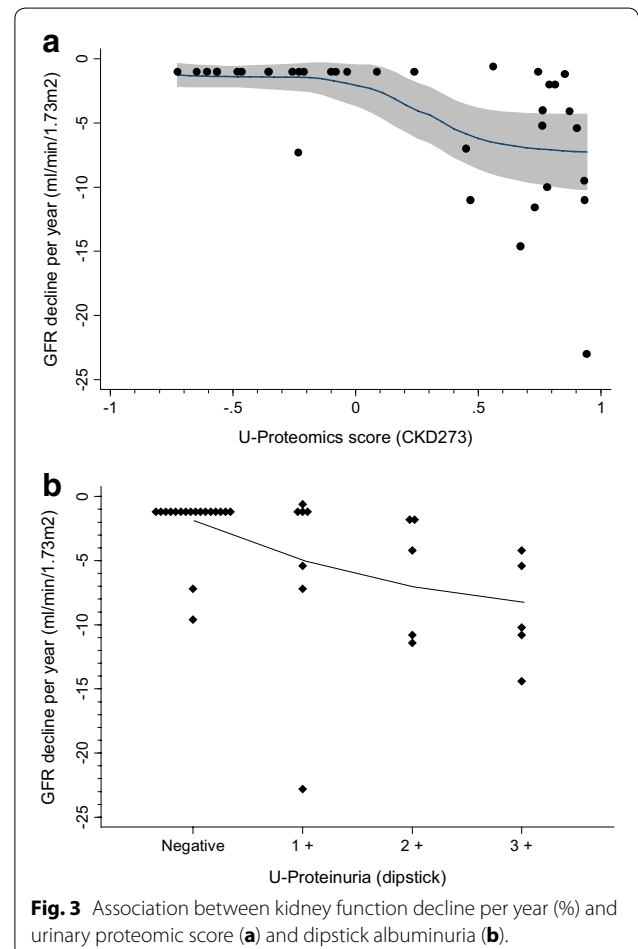 a
GFR decline per year (ml/min/1.73m2)
0
-5
-10
-15
-20
-25
-1
-.5
0
.5
1
U-Proteomics score (CKD273)
b
GFR decline per year (ml/min/1.73m2)
0
-5
-10
-15
-20
-25
Negative
1 +
2 +
3 +
U-Proteinuria (dipstick)
Fig. 3 Association between kidney function decline per year (%) and
urinary proteomic score (a) and dipstick albuminuria (b).